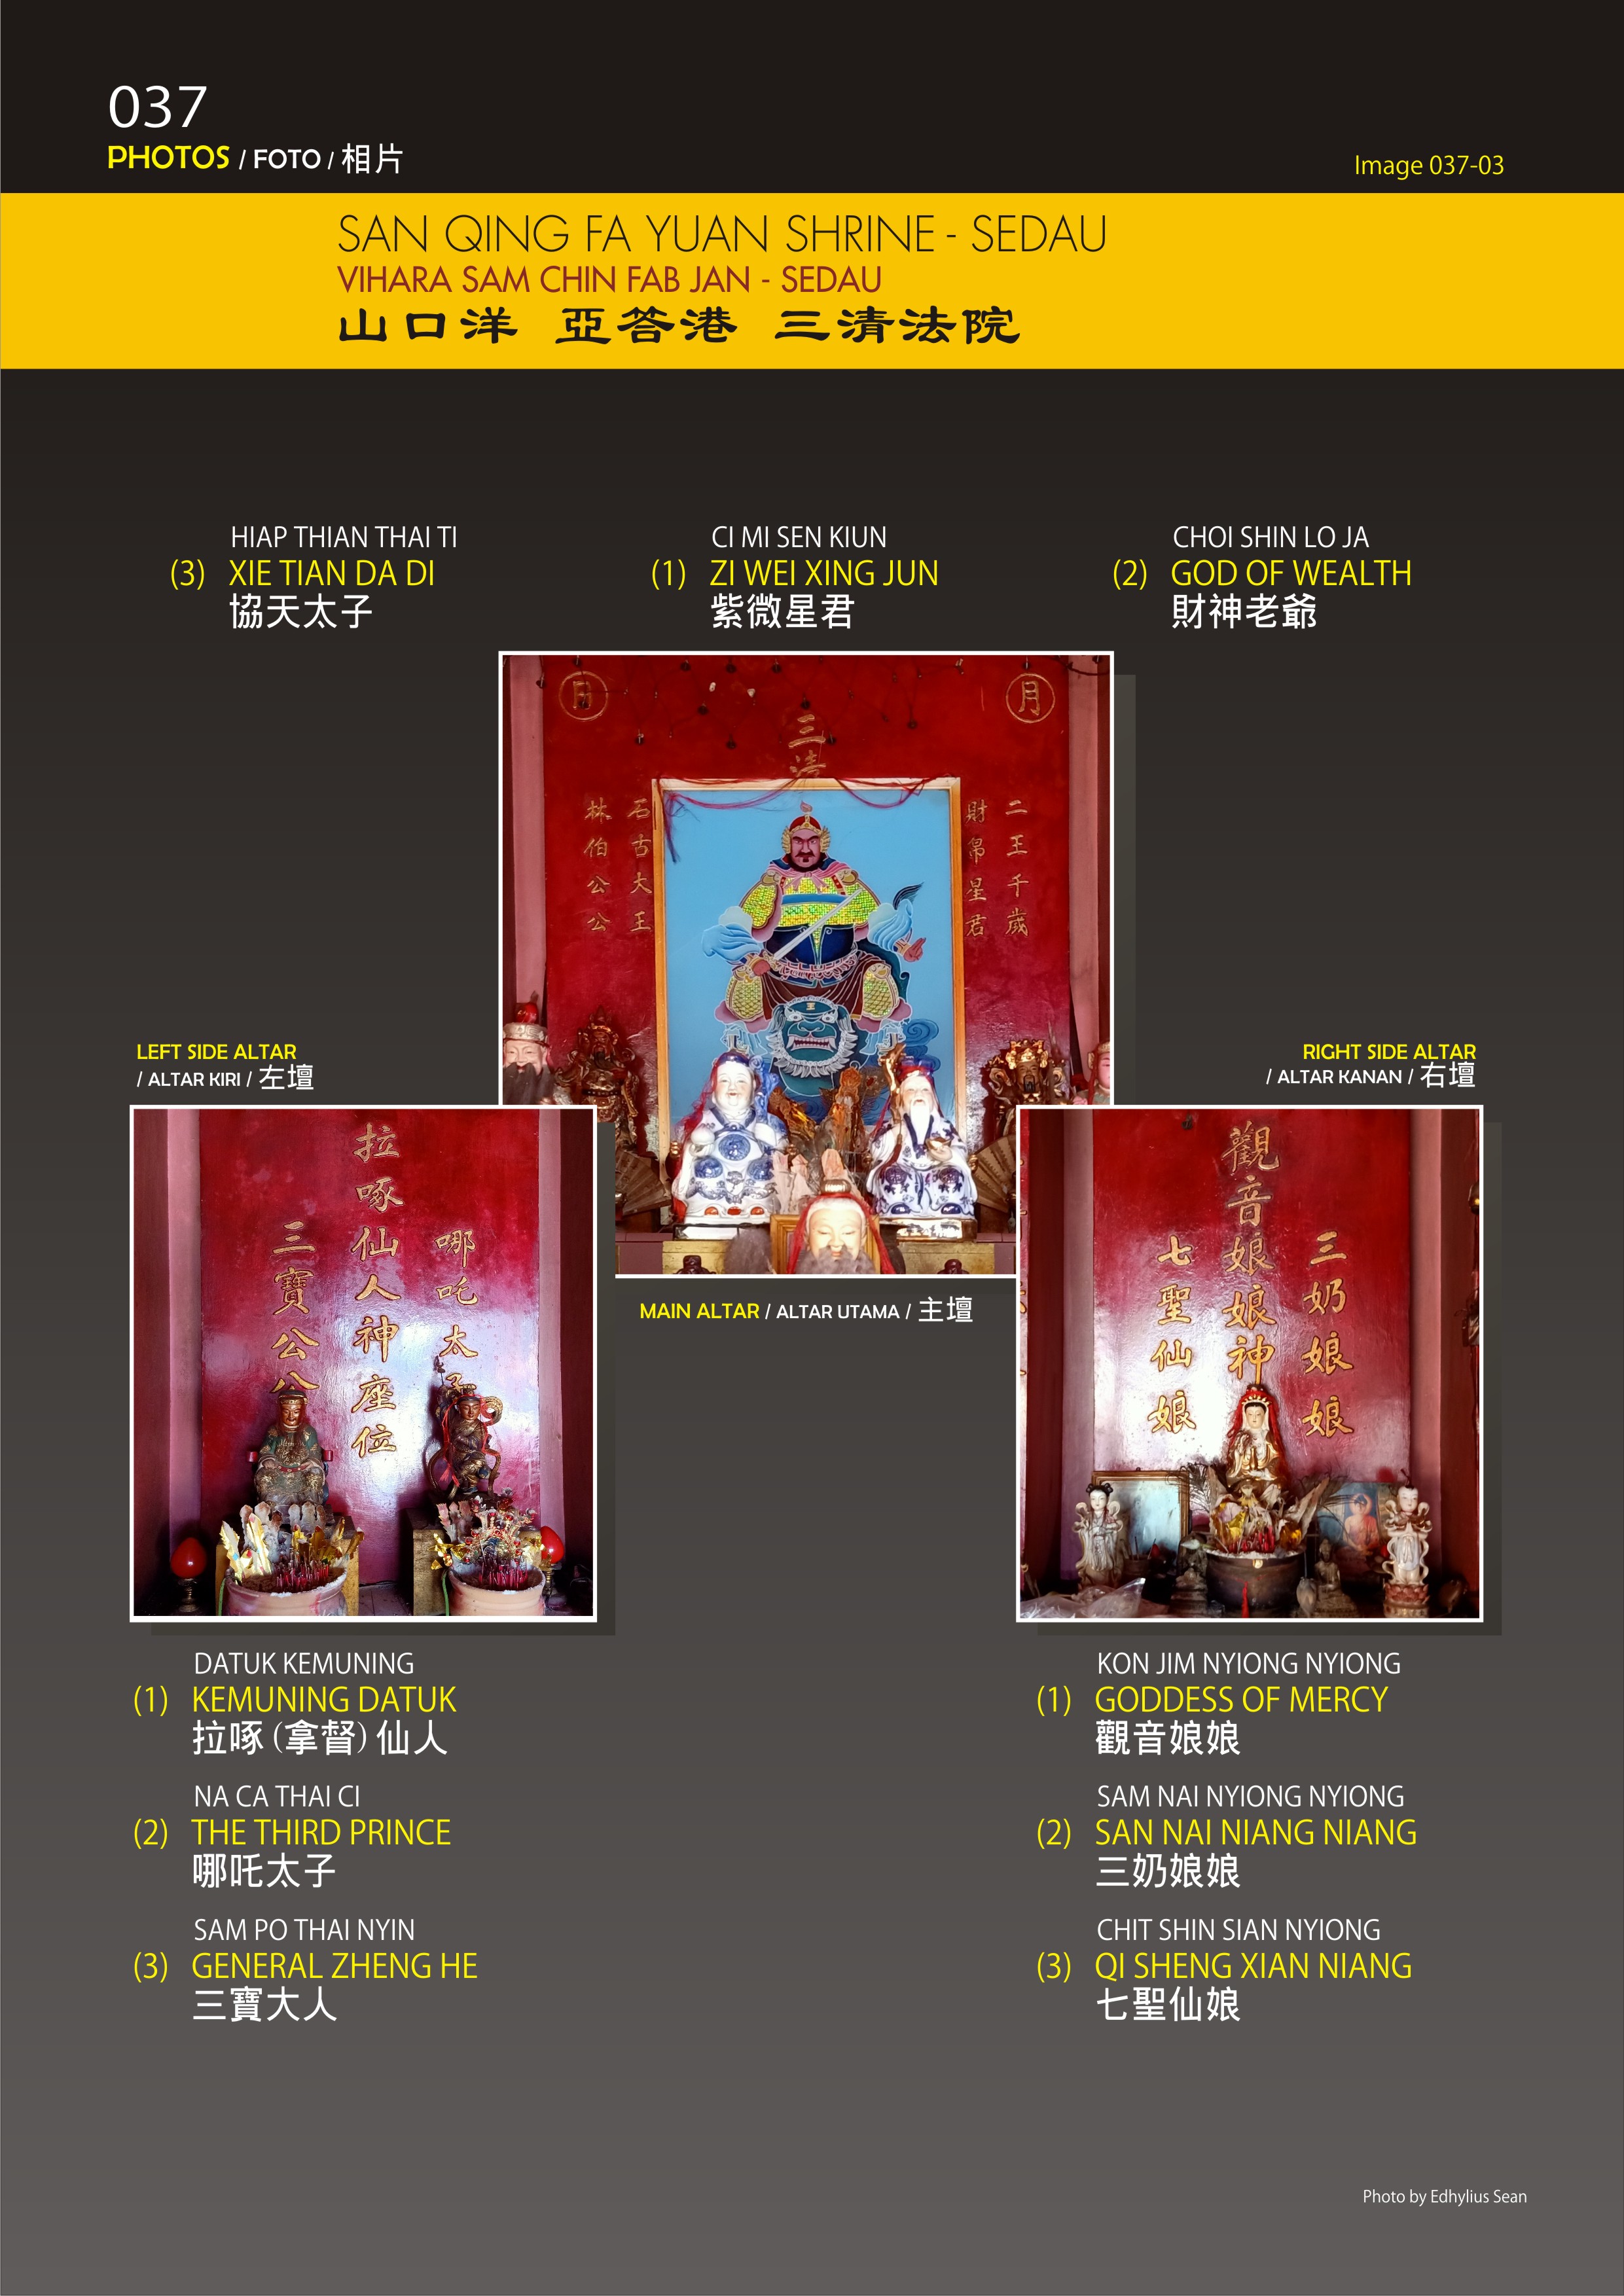 037
PHOTOS / FOTO / 相片
Image 037-03
SAN QING FA YUAN SHRINE - SEDAU
VIHARA SAM CHIN FAB JAN - SEDAU
山口洋 亞答港 三清法院
HIAP THIAN THAI TI
(3) XIE TIAN DA DI
協天太子
CI MI SEN KIUN
(1) ZI WEI XING JUN
紫微星君
CHOI SHIN LO JA
(2) GOD OF WEALTH
財神老爺
月
三清
林伯公公
石古大王
財帛星君
二王千歲
LEFT SIDE ALTAR
/ ALTAR KIRI / 左壇
RIGHT SIDE ALTAR
/ ALTAR KANAN / 右壇
三寶公公
拉啄仙人神座位
哪吒太子
MAIN ALTAR / ALTAR UTAMA / 主壇
七聖仙娘
觀音娘娘神
三奶娘娘
DATUK KEMUNING
(1) KEMUNING DATUK
拉啄 (拿督) 仙人
NA CA THAI CI
(2) THE THIRD PRINCE
哪吒太子
SAM PO THAI NYIN
(3) GENERAL ZHENG HE
三寶大人
KON JIM NYIONG NYIONG
(1) GODDESS OF MERCY
觀音娘娘
SAM NAI NYIONG NYIONG
(2) SAN NAI NIANG NIANG
三奶娘娘
CHIT SHIN SIAN NYIONG
(3) QI SHENG XIAN NIANG
七聖仙娘
Photo by Edhylius Sean